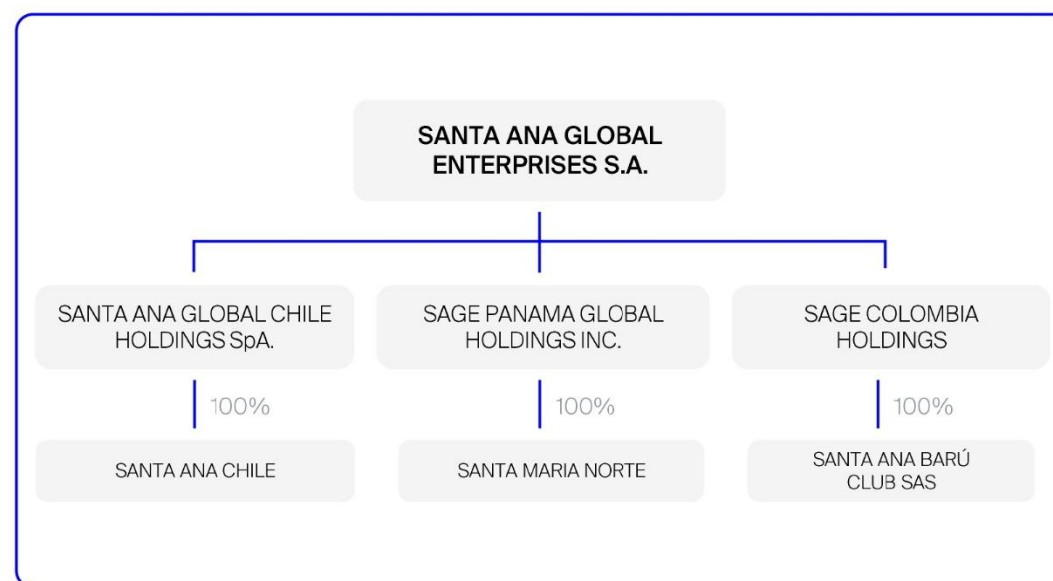 SANTA ANA GLOBAL
ENTERPRISES S.A.
SANTA ANA GLOBAL CHILE
HOLDINGS SpA.
SAGE PANAMA GLOBAL
HOLDINGS INC.
SAGE COLOMBIA
HOLDINGS
100%
100%
100%
SANTA ANA CHILE
SANTA MARIA NORTE
SANTA ANA BARÚ
CLUB SAS